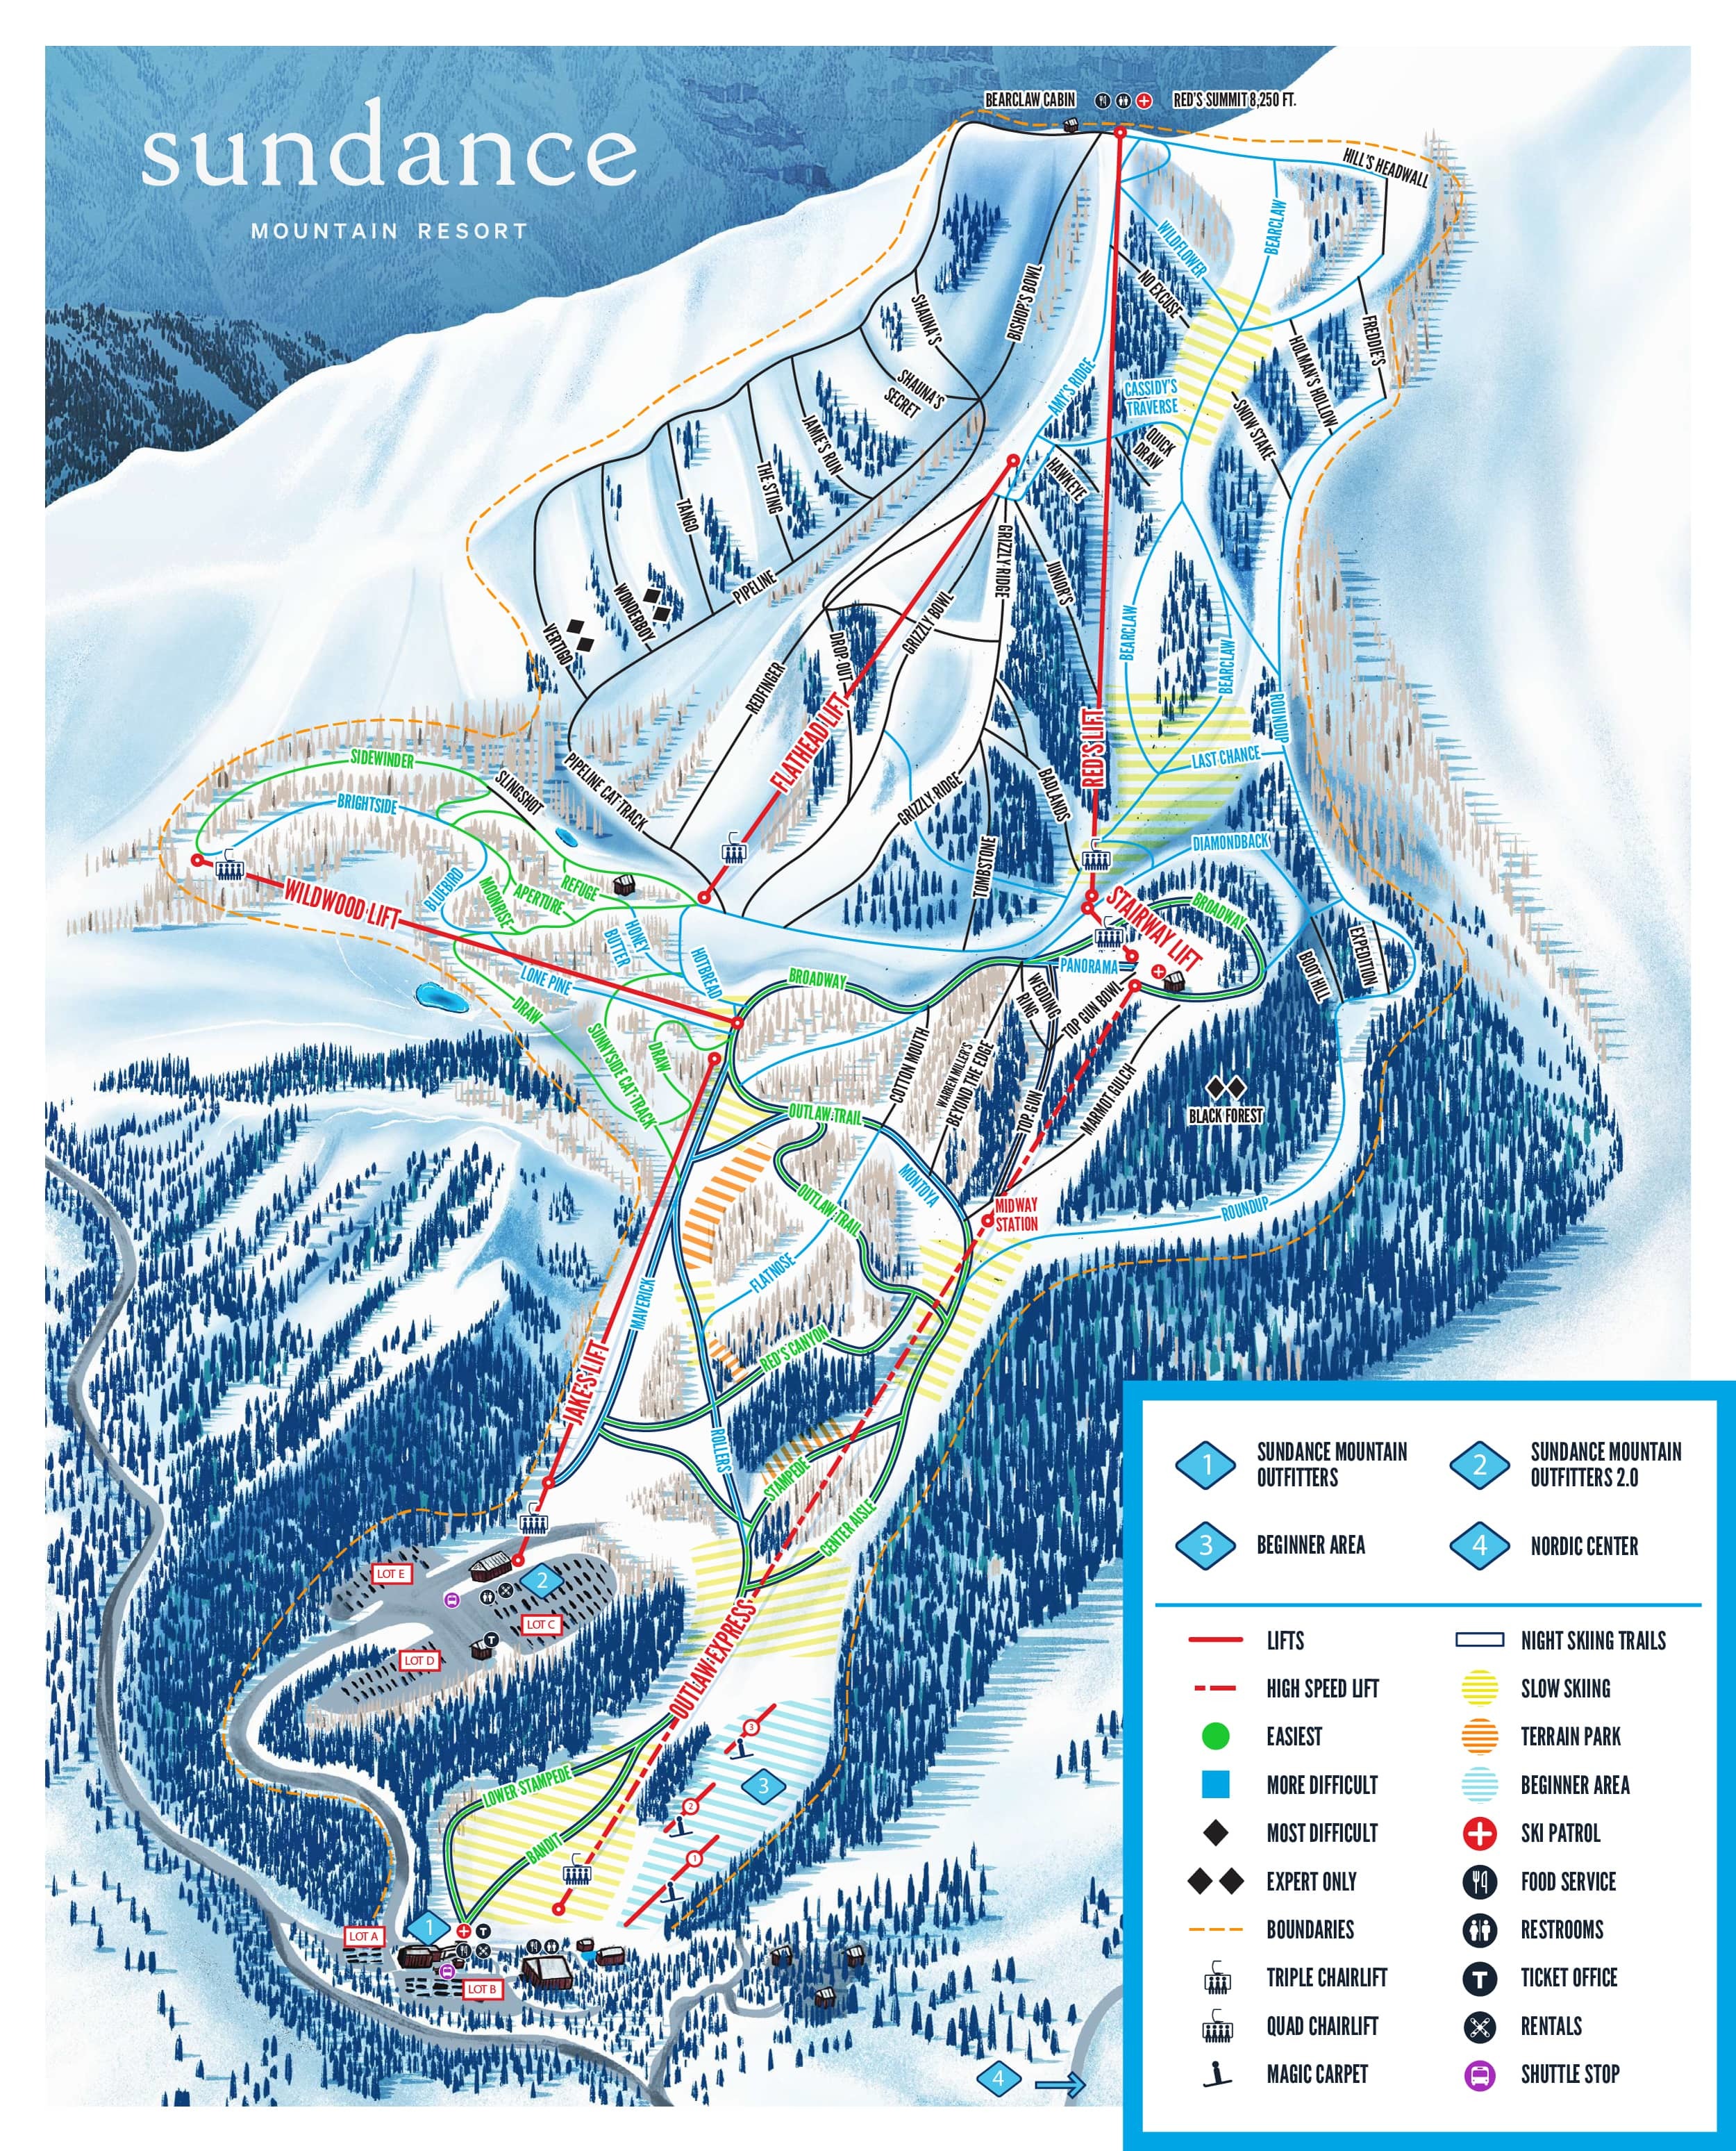 sundance
MOUNTAIN RESORT
BEARCLAW CABIN
RED'S SUMMIT 8,250 FT.
HILL'S HEADWALL
WILDFLOWER
BEARCLAW
NO EXCUSE
BISHOP'S BOWL
SHAUNA'S
SHAUNA'S
SECRET
AMY'S RIDGE
CASSIDY'S
TRAVERSE
FREDDIE'S
HOLMAN'S HOLLOW
SNOW STAKE
QUICK
DRAW
HAWKEYE
JAMIE'S RUN
THE STING
TANGO
PIPELINE
WONDERBOY
VERTIGO
GRIZZLY RIDGE
JUNIOR'S
GRIZZLY BOWL
DROP OUT
REDFINGER
FLATHEAD LIFT
BEARCLAW
BEARCLAW
ROUNDUP
RED'S LIFT
LAST CHANCE
SIDEWINDER
BRIGHTSIDE
SLINGSHOT
PIPELINE CAT-TRACK
GRIZZLY RIDGE
BADLANDS
TOMBSTONE
DIAMONDBACK
WILDWOOD LIFT
BLUEBIRD
MOONRISE
APERTURE
REFUGE
HONEY
BUTTER
HOTBREAD
LONE PINE
DRAW
STAIRWAY LIFT
BROADWAY
PANORAMA
BROADWAY
BOOT HILL
EXPEDITION
WEDDING
RING
TOP GUN BOWL
SUNNYSIDE CAT-TRACK
DRAW
COTTON MOUTH
WARREN MILLER'S
BEYOND THE EDGE
TOP GUN
MARMOT GULCH
BLACK FOREST
OUTLAW TRAIL
MONTOYA
OUTLAW TRAIL
MIDWAY
STATION
ROUNDUP
FLATNOSE
MAVERICK
RED'S CANYON
JAKE'S LIFT
ROLLERS
STAMPEDE
CENTER AISLE
OUTLAW EXPRESS
LOT E
2
LOT C
T
LOT D
LOWER STAMPEDE
BANDIT
3
3
2
1
LOT A
1
T
LOT B
4
1
SUNDANCE MOUNTAIN
OUTFITTERS
2
SUNDANCE MOUNTAIN
OUTFITTERS 2.0
3
BEGINNER AREA
4
NORDIC CENTER
LIFTS
HIGH SPEED LIFT
EASIEST
MORE DIFFICULT
MOST DIFFICULT
EXPERT ONLY
BOUNDARIES
TRIPLE CHAIRLIFT
QUAD CHAIRLIFT
MAGIC CARPET
NIGHT SKIING TRAILS
SLOW SKIING
TERRAIN PARK
BEGINNER AREA
SKI PATROL
FOOD SERVICE
RESTROOMS
T
TICKET OFFICE
RENTALS
SHUTTLE STOP